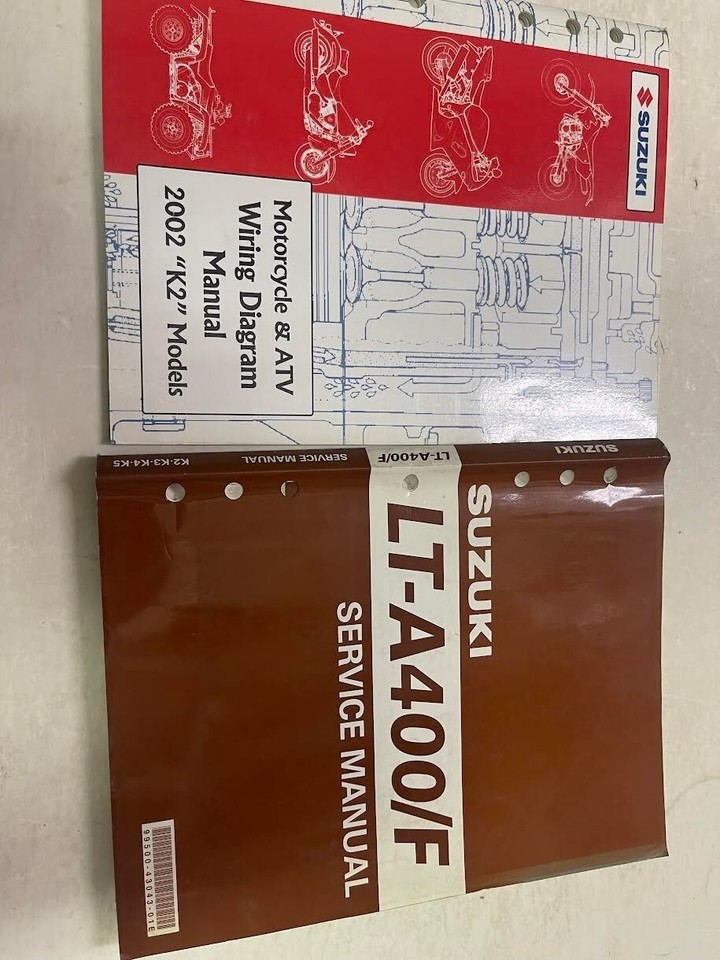 SUZUKI
Motorcycle & ATV
Wiring Diagram
Manual
2002 "K2" Models
SUZUKI
LT-A400/F
SERVICE MANUAL
K2·K3·K4·K5
SUZUKI
LT-A400/F
SERVICE MANUAL
99500-43043-01E